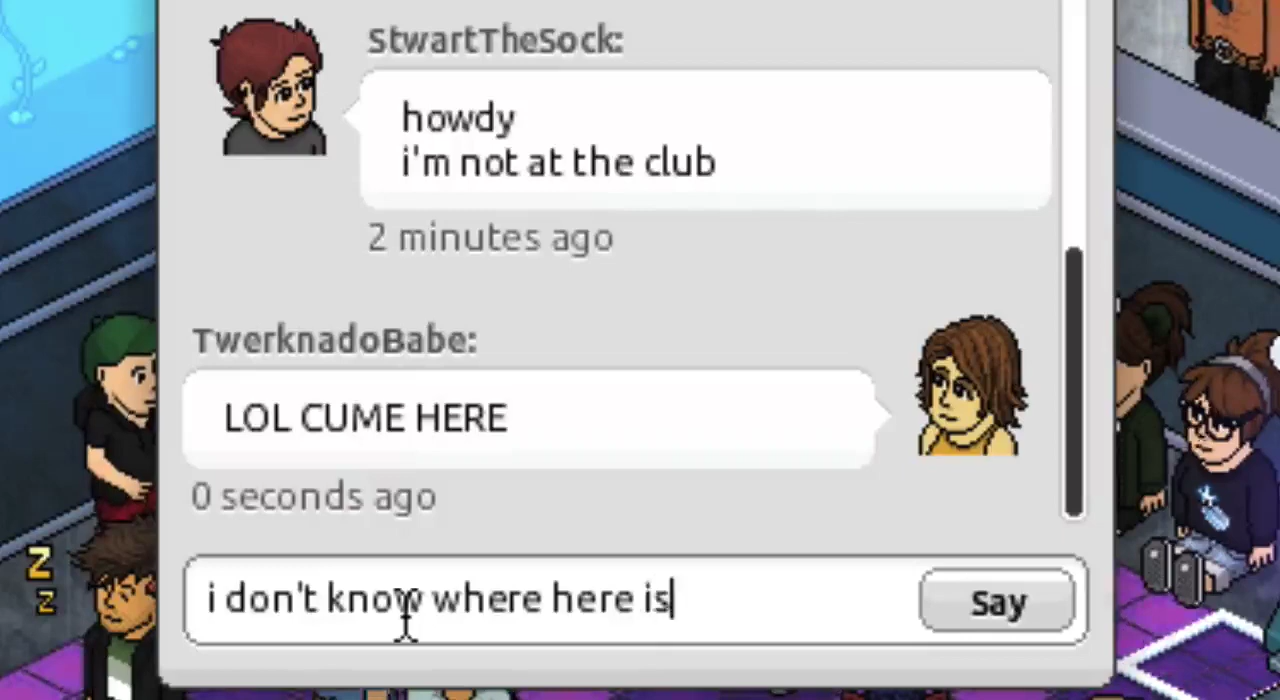 StwartTheSock:
howdy
i'm not at the club
2 minutes ago
TwerknadoBabe:
LOL CUME HERE
0 seconds ago
i don't know where here is
Say
Z
z